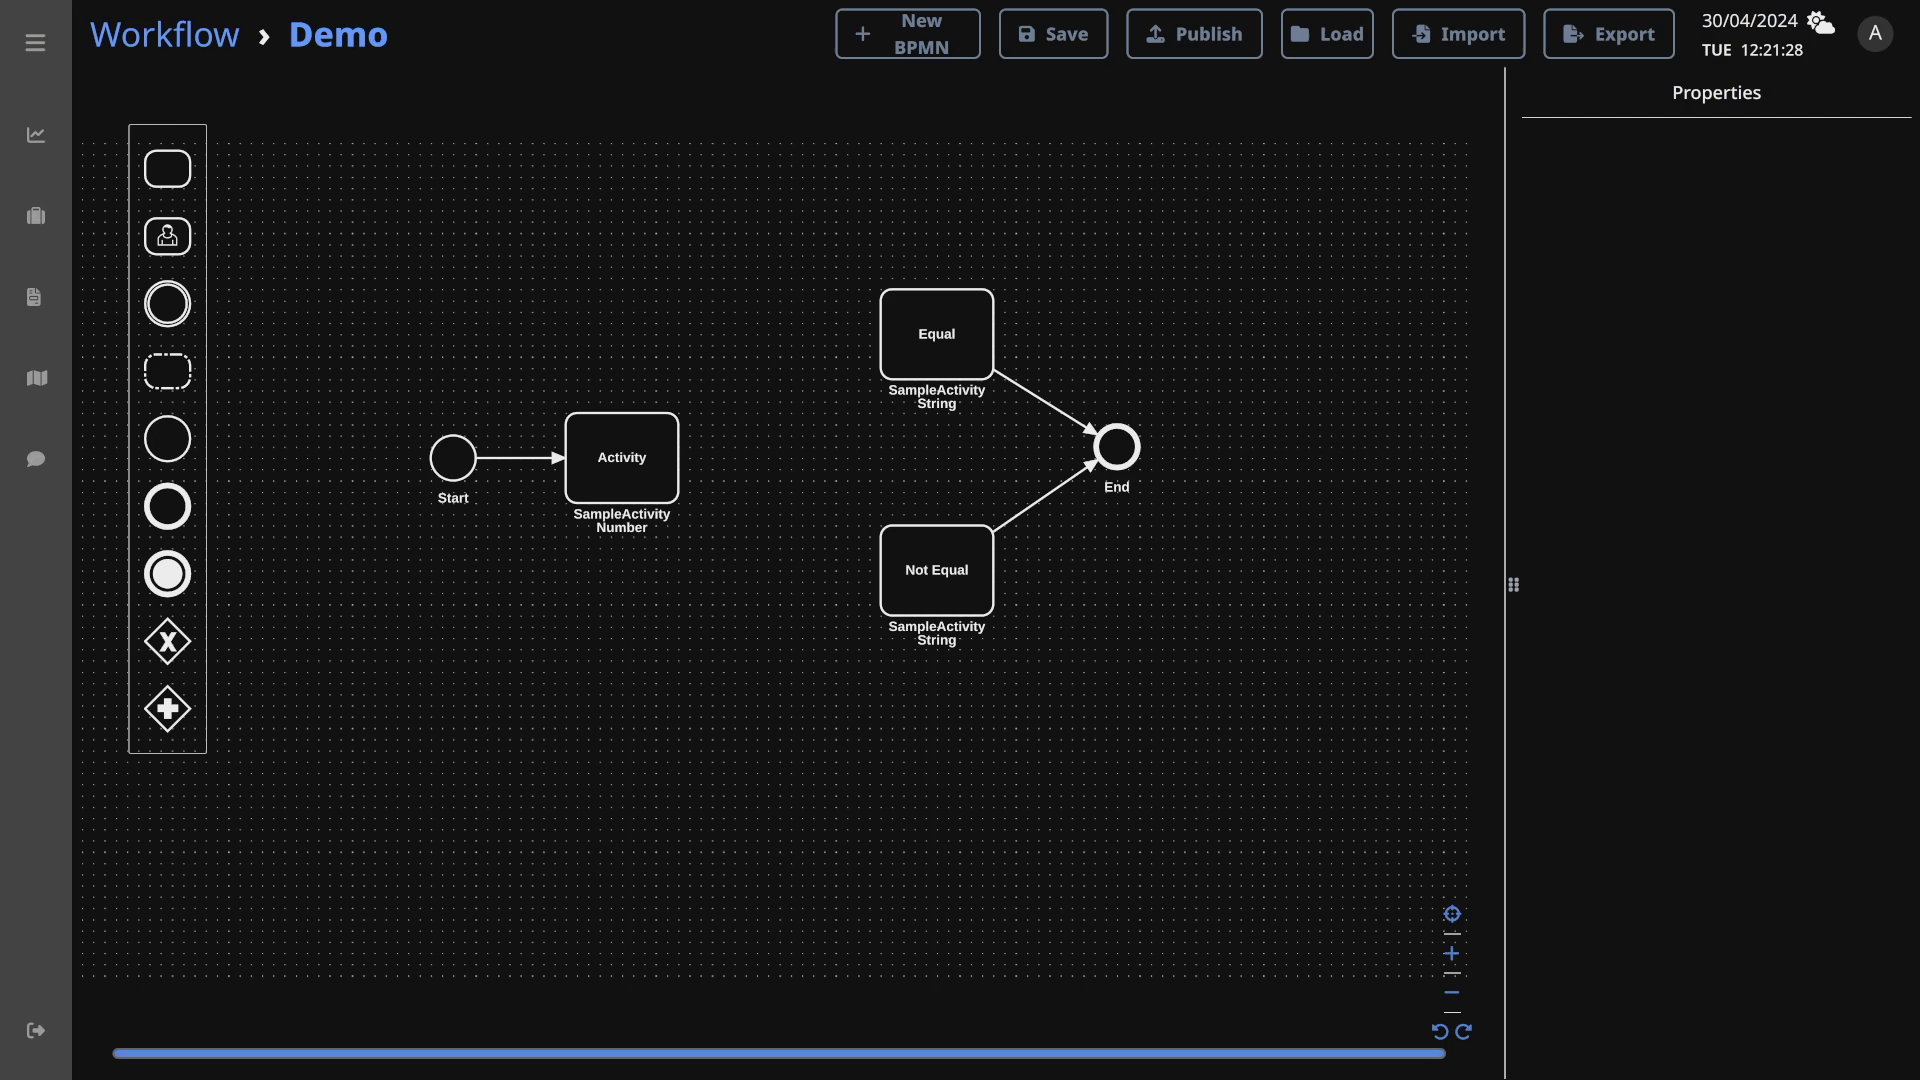 Workflow › Demo
New
BPMN
Save
Publish
Load
Import
Export
30/04/2024
TUE 12:21:28
A
Properties
Equal
SampleActivity
String
Activity
SampleActivity
Number
Start
End
Not Equal
SampleActivity
String
X